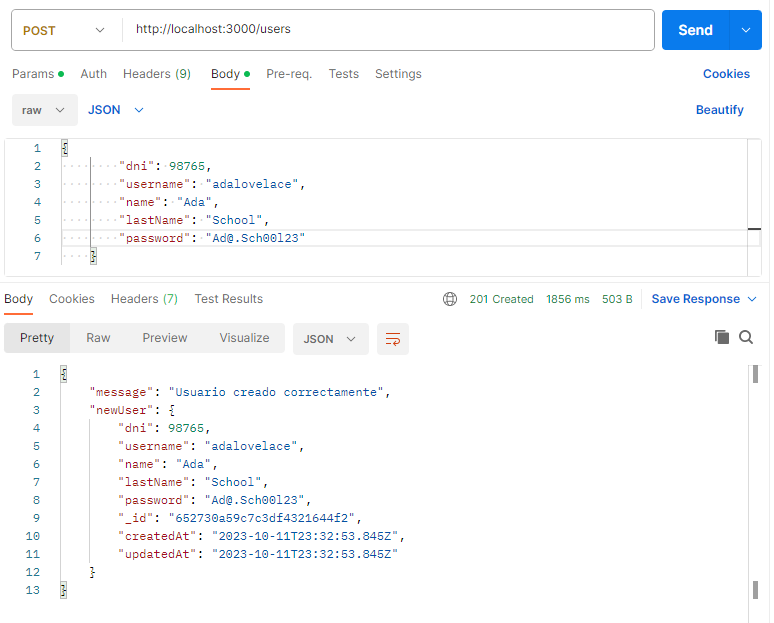 POST http://localhost:3000/users Send
Params Auth Headers (9) Body Pre-req. Tests Settings Cookies
raw JSON Beautify
1 {
2 "dni": 98765,
3 "username": "adalovelace",
4 "name": "Ada",
5 "lastName": "School",
6 "password": "Ad@.Sch00l23"
7 }
Body Cookies Headers (7) Test Results 201 Created 1856 ms 503 B Save Response
Pretty Raw Preview Visualize JSON
1 {
2 "message": "Usuario creado correctamente",
3 "newUser": {
4 "dni": 98765,
5 "username": "adalovelace",
6 "name": "Ada",
7 "lastName": "School",
8 "password": "Ad@.Sch00l23",
9 "_id": "652730a59c7c3df4321644f2",
10 "createdAt": "2023-10-11T23:32:53.845Z",
11 "updatedAt": "2023-10-11T23:32:53.845Z"
12 }
13 }